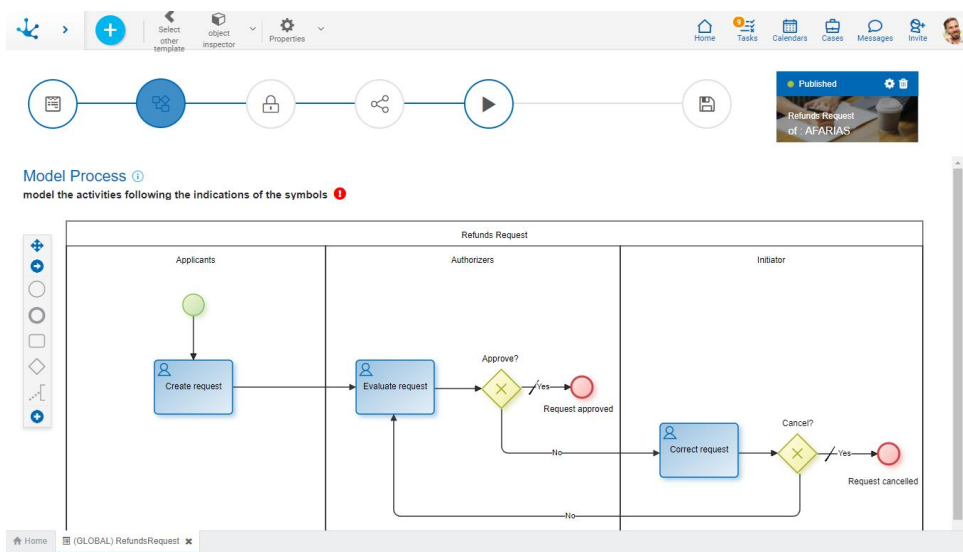 Select
other
template
object
inspector
Properties
Home
9
Tasks
Calendars
Cases
Messages
Invite
Published
Refunds Request
of : AFARIAS
Model Process
model the activities following the indications of the symbols
Refunds Request
Applicants
Authorizers
Initiator
Create request
Evaluate request
Approve?
Yes
Request approved
No
Correct request
Cancel?
Yes
Request cancelled
No
Home
(GLOBAL) RefundsRequest